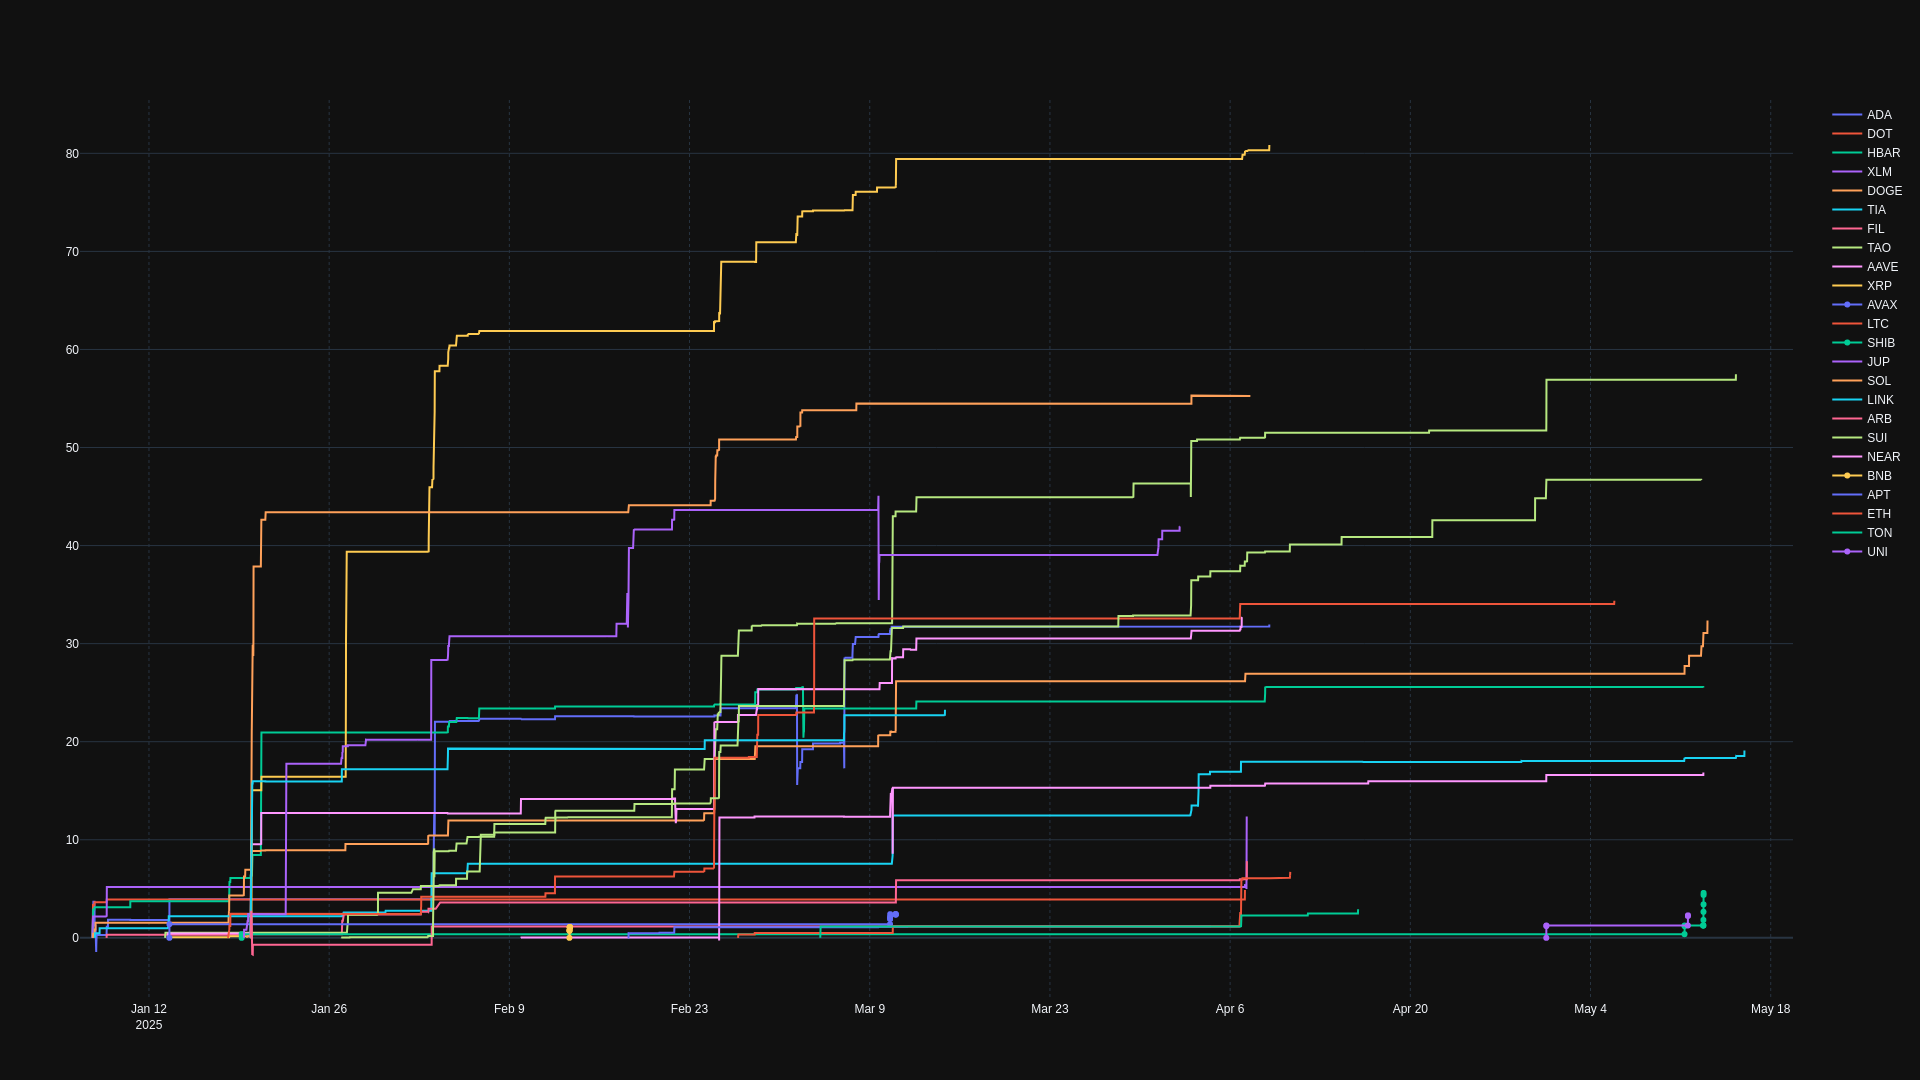 80
70
60
50
40
30
20
10
0
Jan 12
2025
Jan 26
Feb 9
Feb 23
Mar 9
Mar 23
Apr 6
Apr 20
May 4
May 18
ADA
DOT
HBAR
XLM
DOGE
TIA
FIL
TAO
AAVE
XRP
AVAX
LTC
SHIB
JUP
SOL
LINK
ARB
SUI
NEAR
BNB
APT
ETH
TON
UNI